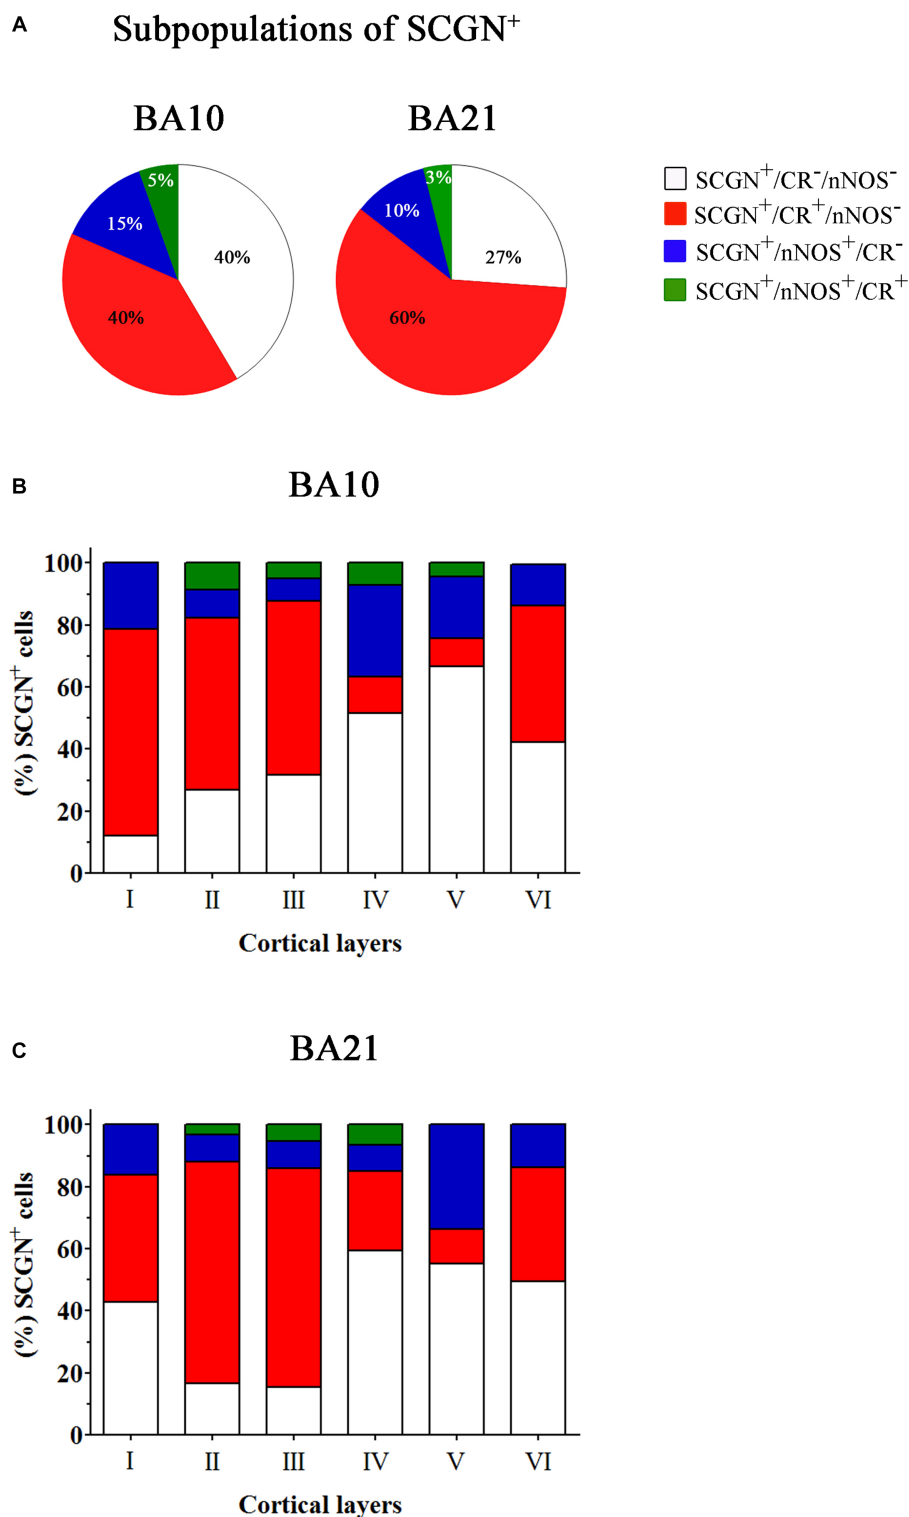 A
Subpopulations of SCGN⁺
BA10
BA21
5%
15%
40%
40%
3%
10%
27%
60%
SCGN⁺/CR⁻/nNOS⁻
SCGN⁺/CR⁺/nNOS⁻
SCGN⁺/nNOS⁺/CR⁻
SCGN⁺/nNOS⁺/CR⁺
B
BA10
(%) SCGN⁺ cells
100
80
60
40
20
0
I II III IV V VI
Cortical layers
C
BA21
(%) SCGN⁺ cells
100
80
60
40
20
0
I II III IV V VI
Cortical layers